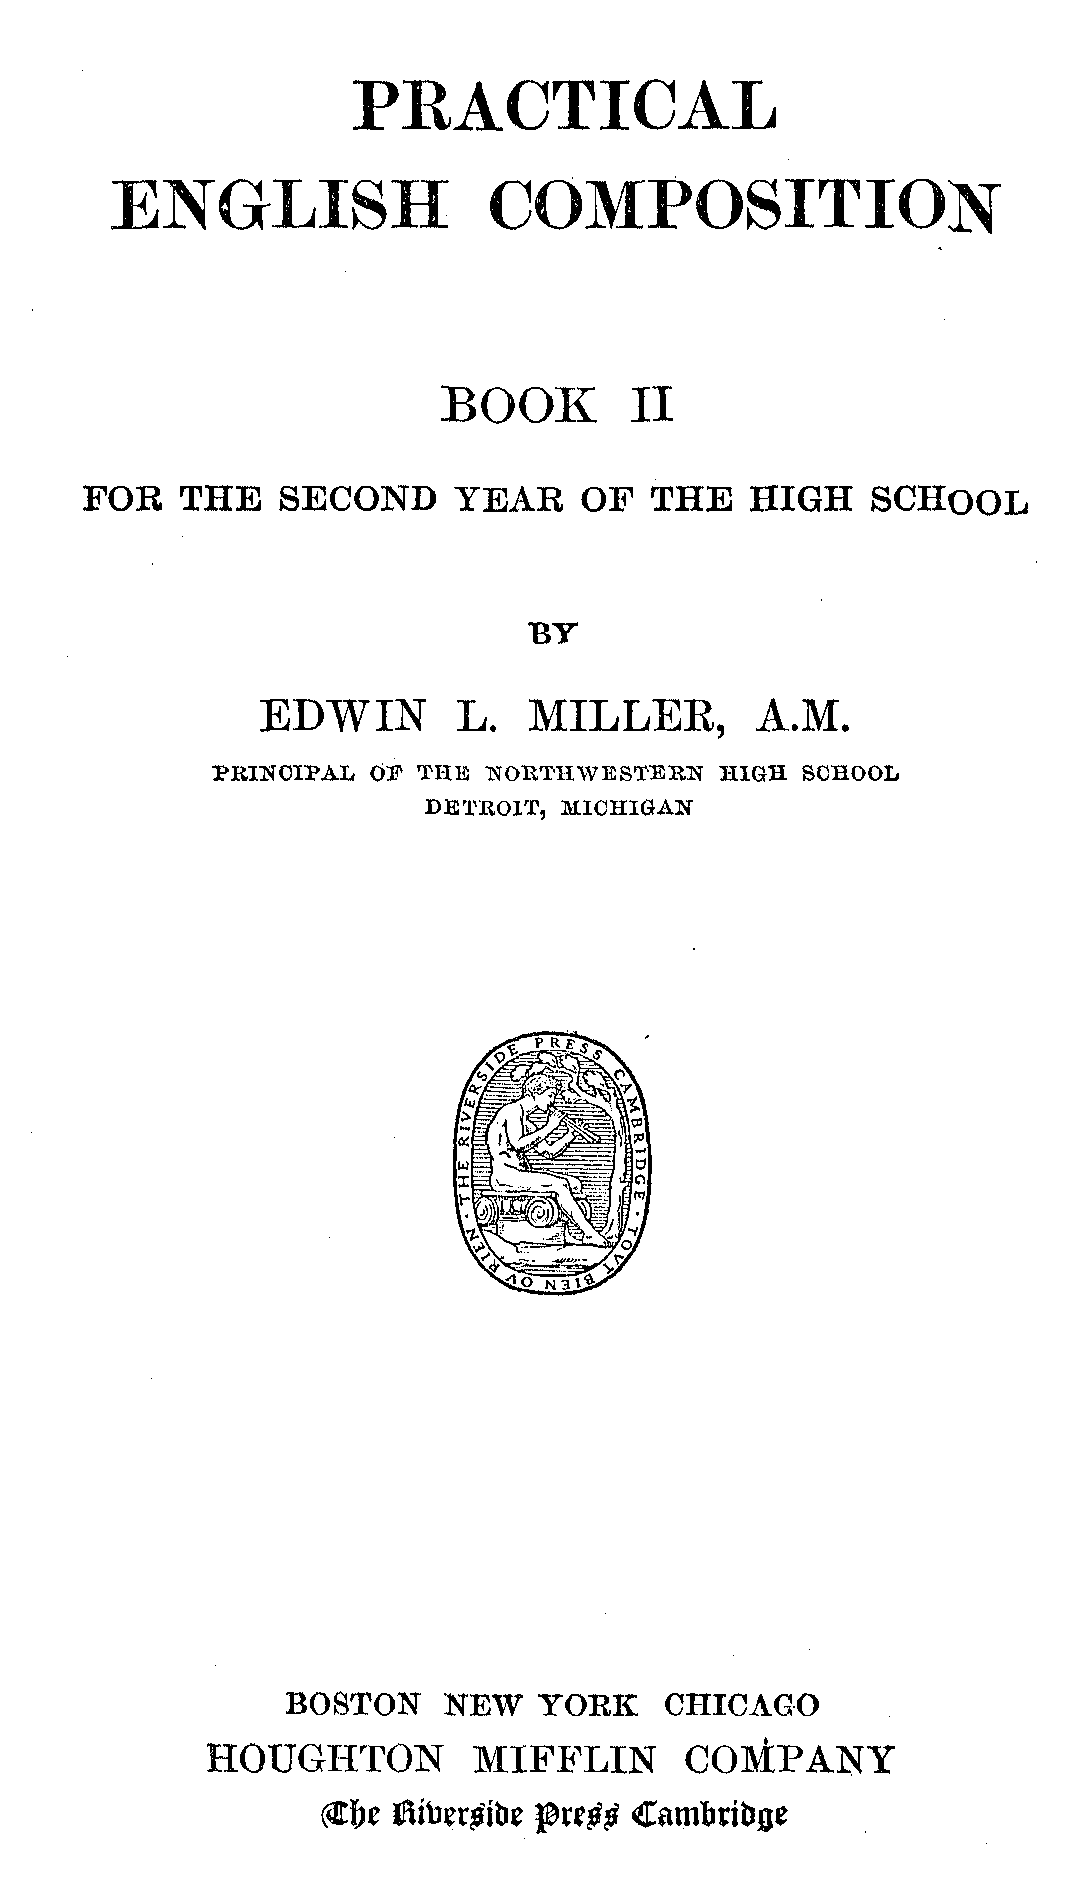 PRACTICAL
ENGLISH COMPOSITION
BOOK II
FOR THE SECOND YEAR OF THE HIGH SCHOOL
BY
EDWIN L. MILLER, A.M.
PRINCIPAL OF THE NORTHWESTERN HIGH SCHOOL
DETROIT, MICHIGAN
THE RIVERSIDE PRESS CAMBRIDGE · TOVT BIEN OV RIEN ·
BOSTON NEW YORK CHICAGO
HOUGHTON MIFFLIN COMPANY
The Riverside Press Cambridge